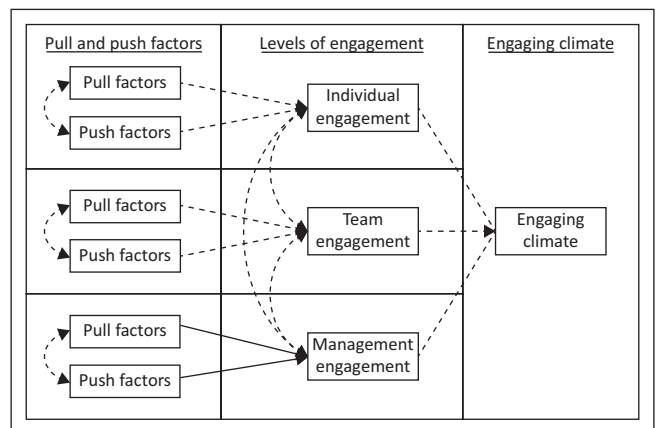 Pull and push factors
Levels of engagement
Engaging climate
Pull factors
Push factors
Individual
engagement
Pull factors
Push factors
Team
engagement
Engaging
climate
Pull factors
Push factors
Management
engagement